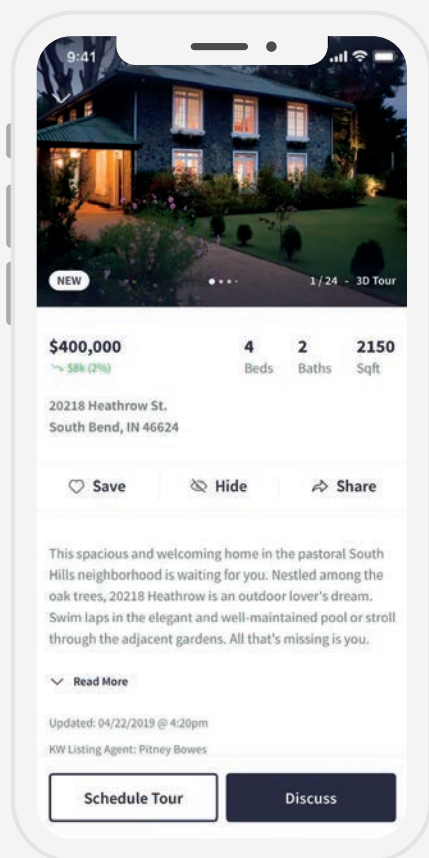 9:41
NEW
1/24 - 3D Tour
$400,000 4 2 2150
$8k (2%) Beds Baths Sqft
20218 Heathrow St.
South Bend, IN 46624
Save Hide Share
This spacious and welcoming home in the pastoral South
Hills neighborhood is waiting for you. Nestled among the
oak trees, 20218 Heathrow is an outdoor lover's dream.
Swim laps in the elegant and well-maintained pool or stroll
through the adjacent gardens. All that's missing is you.
Read More
Updated: 04/22/2019 @ 4:20pm
KW Listing Agent: Pitney Bowes
Schedule Tour Discuss